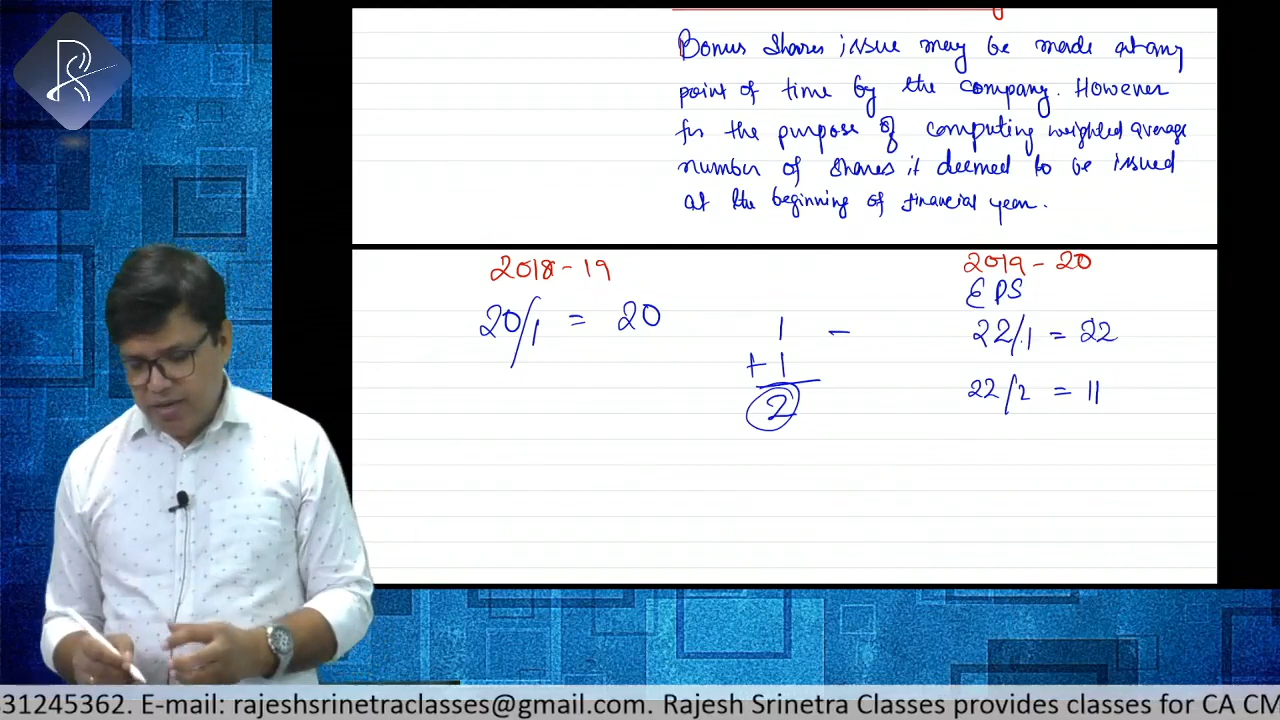 Bonus Shares issue may be made at any
point of time by the company. However
for the purpose of computing weighted average
number of shares it deemed to be issued
at the beginning of financial year.
2018-19
20/1 = 20
1 -
+ 1
2
2019-20
EPS
22/1 = 22
22/2 = 11
RS
31245362. E-mail: rajeshsrinetraclasses@gmail.com. Rajesh Srinetra Classes provides classes for CA CM